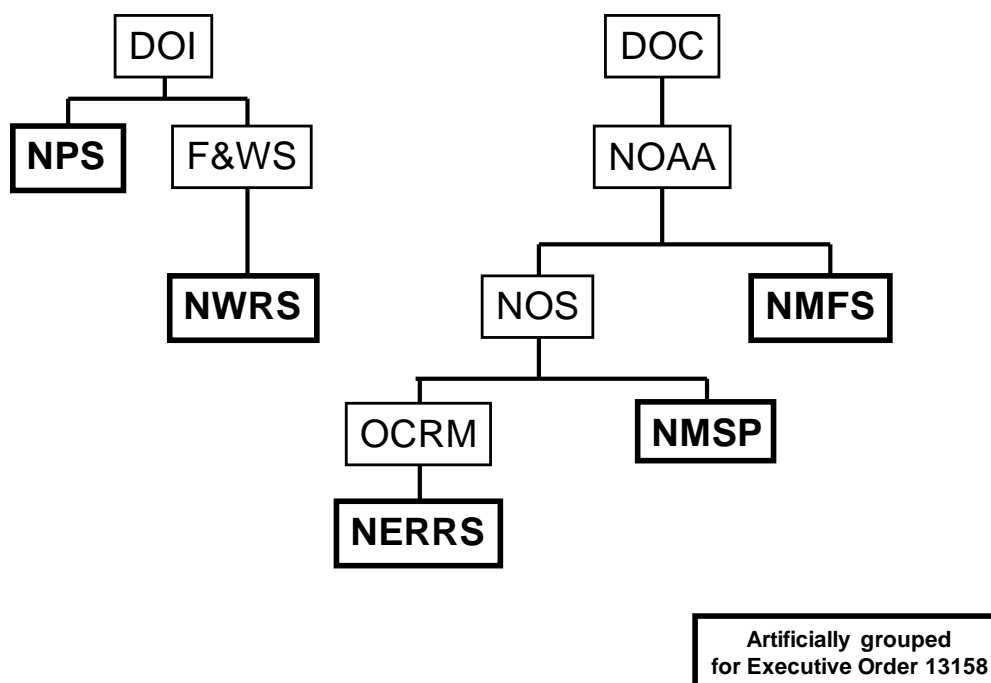 DOI
DOC
NPS
F&WS
NOAA
NWRS
NOS
NMFS
OCRM
NMSP
NERRS
Artificially grouped
for Executive Order 13158